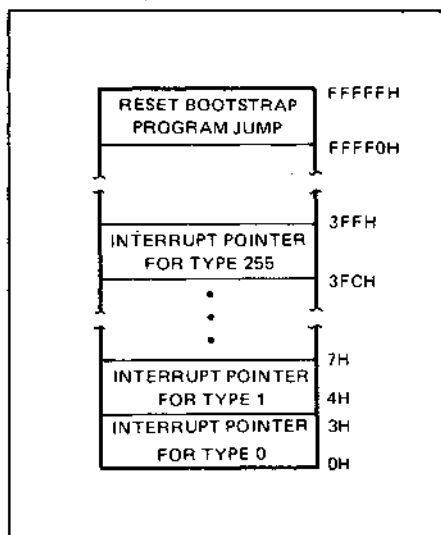 RESET BOOTSTRAP
PROGRAM JUMP
FFFFFH
FFFF0H
3FFH
INTERRUPT POINTER
FOR TYPE 255
3FCH
7H
INTERRUPT POINTER
FOR TYPE 1
4H
INTERRUPT POINTER
3H
FOR TYPE 0
0H